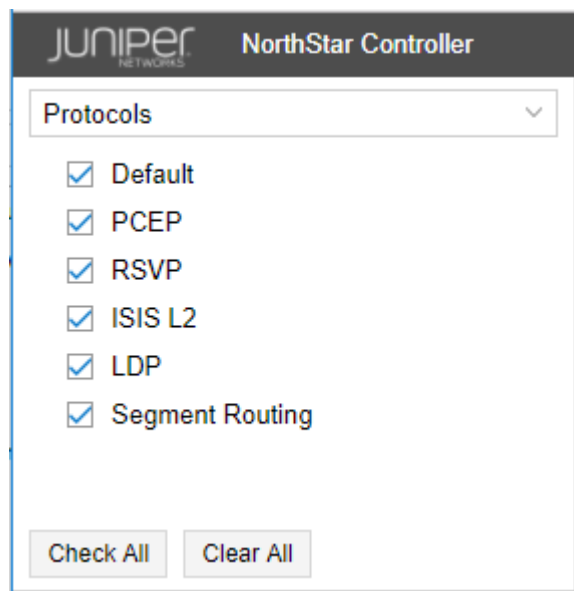 JUNIPER NETWORKS NorthStar Controller
Protocols
Default
PCEP
RSVP
ISIS L2
LDP
Segment Routing
Check All Clear All